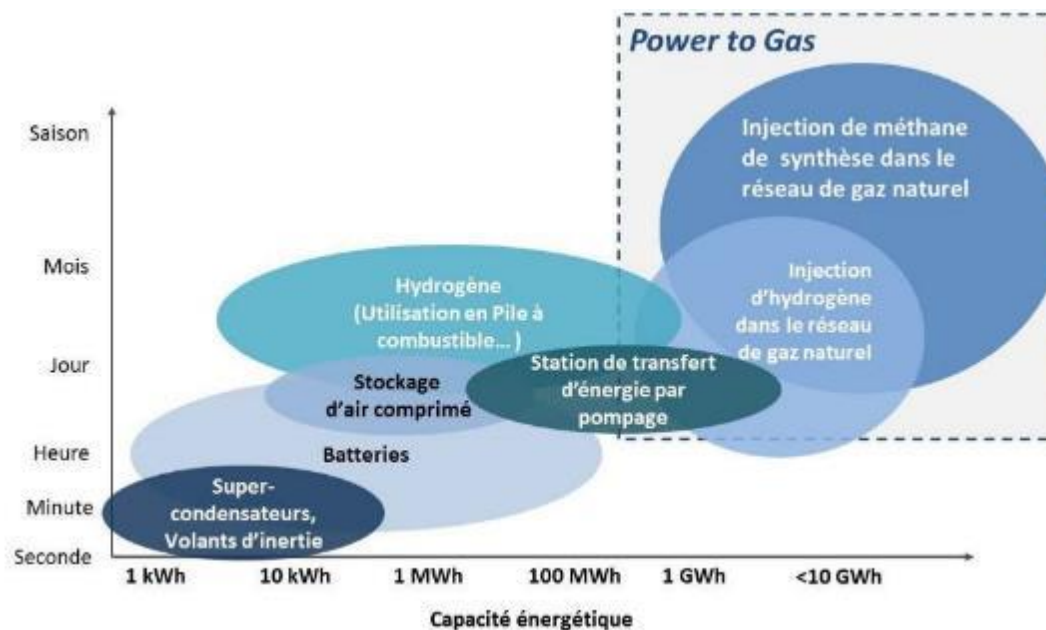 Power to Gas
Saison
Mois
Jour
Heure
Minute
Seconde
Injection de méthane
de synthèse dans le
réseau de gaz naturel
Injection
d'hydrogène
dans le réseau
de gaz naturel
Hydrogène
(Utilisation en Pile à
combustible... )
Station de transfert
d'énergie par
pompage
Stockage
d'air comprimé
Batteries
Super-
condensateurs,
Volants d'inertie
1 kWh 10 kWh 1 MWh 100 MWh 1 GWh <10 GWh
Capacité énergétique